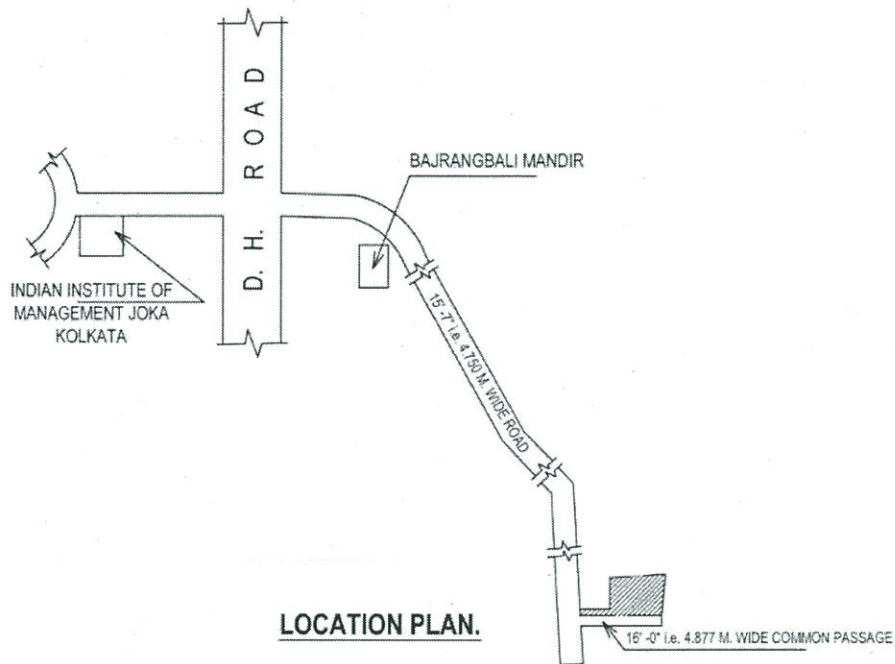 D. H. ROAD
BAJRANGBALI MANDIR
INDIAN INSTITUTE OF
MANAGEMENT JOKA
KOLKATA
15' -7" i.e. 4.750 M. WIDE ROAD
LOCATION PLAN.
16' -0" i.e. 4.877 M. WIDE COMMON PASSAGE